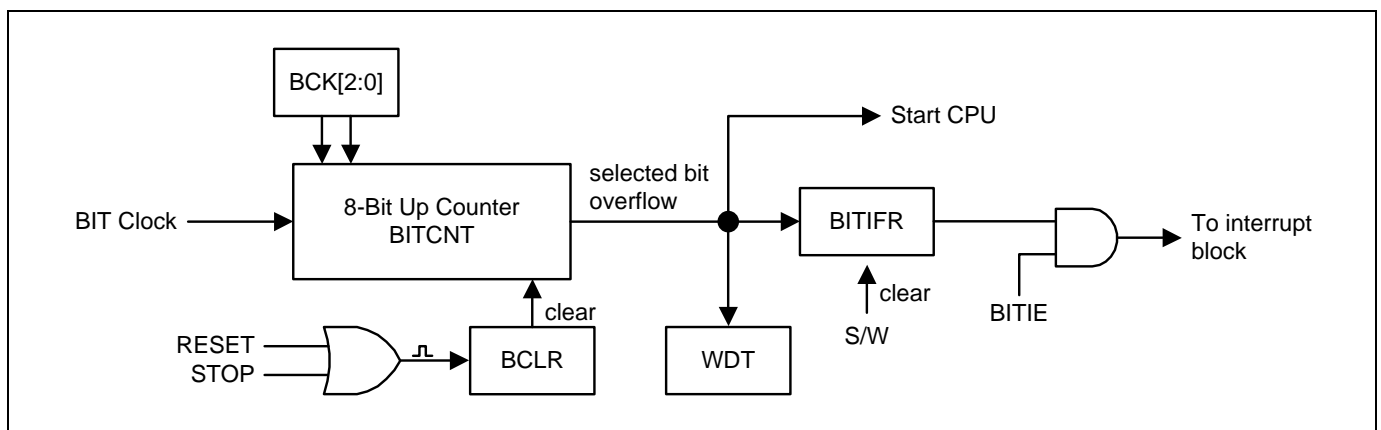 BCK[2:0]
Start CPU
selected bit
overflow
8-Bit Up Counter
BITCNT
BIT Clock
BITIFR
To interrupt
block
clear
clear
BITIE
S/W
RESET
STOP
BCLR
WDT